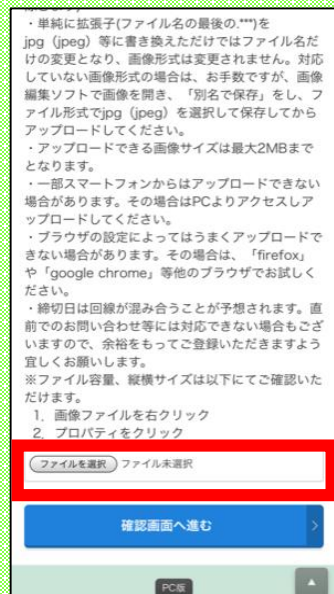 ・単純に拡張子(ファイル名の最後の.***)を
jpg（jpeg）等に書き換えただけではファイル名だ
けの変更となり、画像形式は変更されません。対応
していない画像形式の場合は、お手数ですが、画像
編集ソフトで画像を開き、「別名で保存」をし、フ
ァイル形式でjpg（jpeg）を選択して保存してから
アップロードしてください。
・アップロードできる画像サイズは最大2MBまで
となります。
・一部スマートフォンからはアップロードできない
場合があります。その場合はPCよりアクセスしア
ップロードしてください。
・ブラウザの設定によってはうまくアップロードで
きない場合があります。その場合は、「firefox」
や「google chrome」等他のブラウザでお試しく
ださい。
・締切日は回線が混み合うことが予想されます。直
前でのお問い合わせ等には対応できない場合もござ
いますので、余裕をもってご登録いただきますよう
宜しくお願いします。
※ファイル容量、縦横サイズは以下にてご確認いた
だけます。
1. 画像ファイルを右クリック
2. プロパティをクリック
ファイルを選択 ファイル未選択
確認画面へ進む
PC版